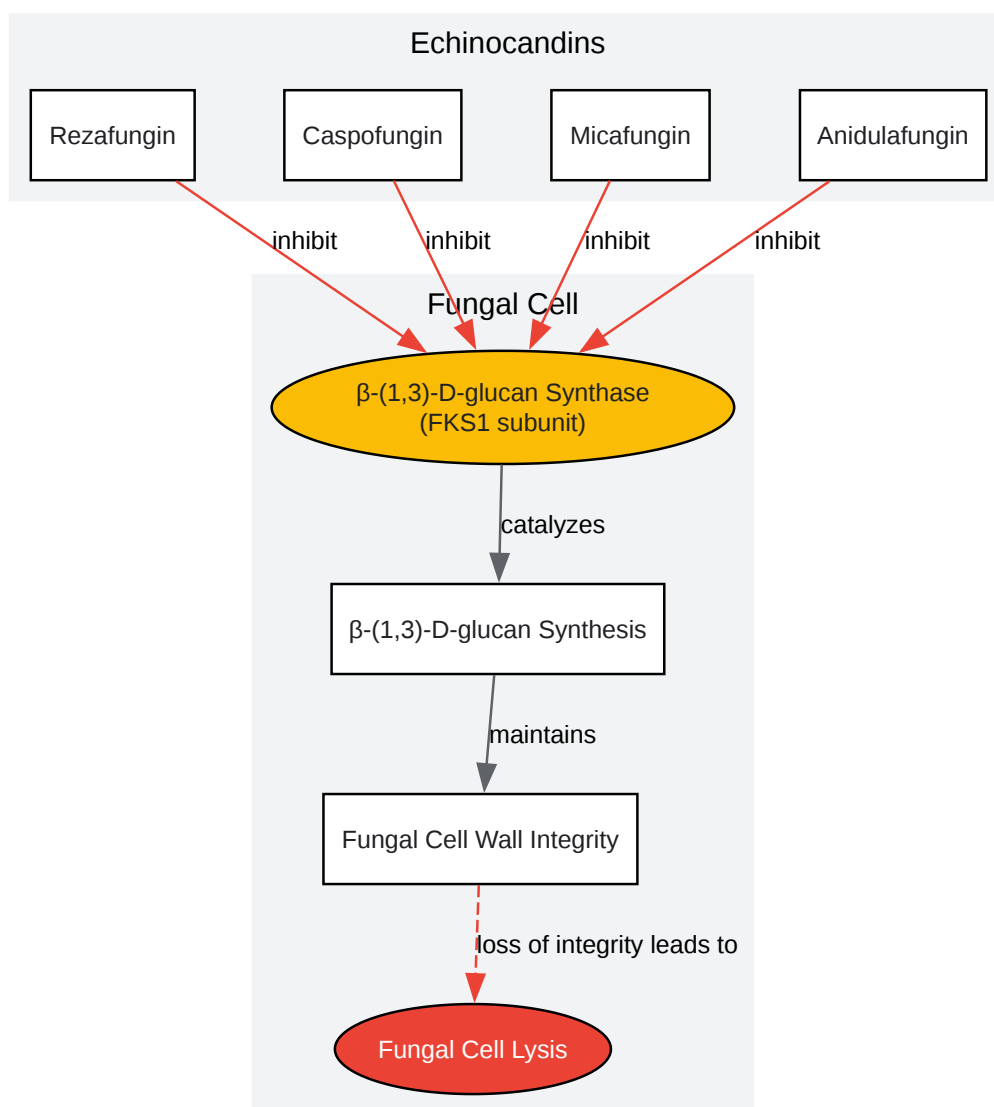 Echinocandins
Rezafungin
Caspofungin
Micafungin
Anidulafungin
inhibit
inhibit
inhibit
inhibit
Fungal Cell
β-(1,3)-D-glucan Synthase
(FKS1 subunit)
catalyzes
β-(1,3)-D-glucan Synthesis
maintains
Fungal Cell Wall Integrity
loss of integrity leads to
Fungal Cell Lysis